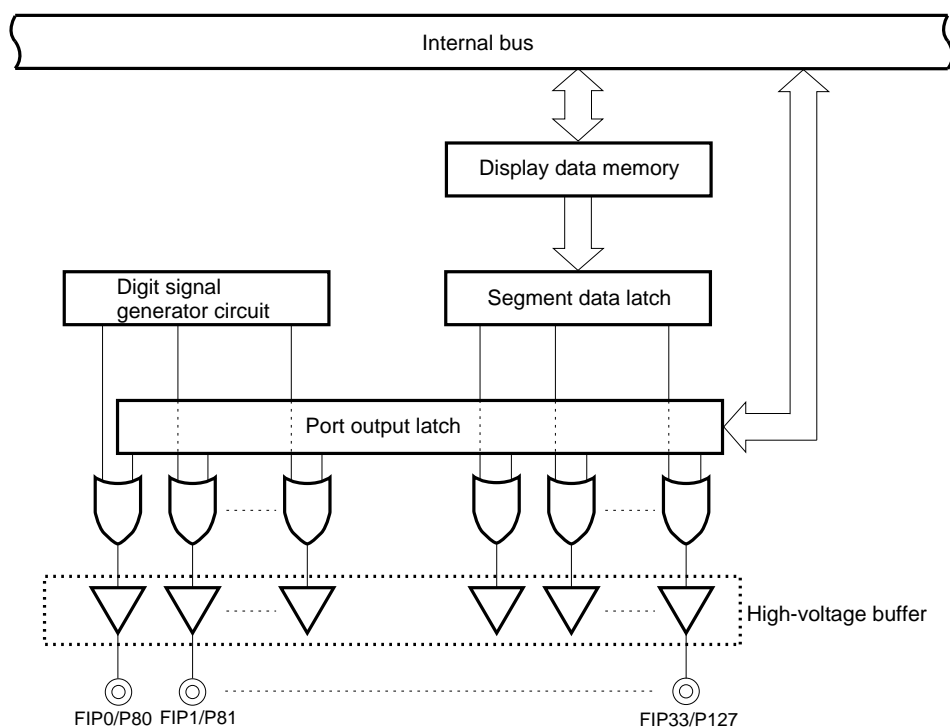 Internal bus
Display data memory
Digit signal
generator circuit
Segment data latch
Port output latch
High-voltage buffer
FIP0/P80
FIP1/P81
FIP33/P127